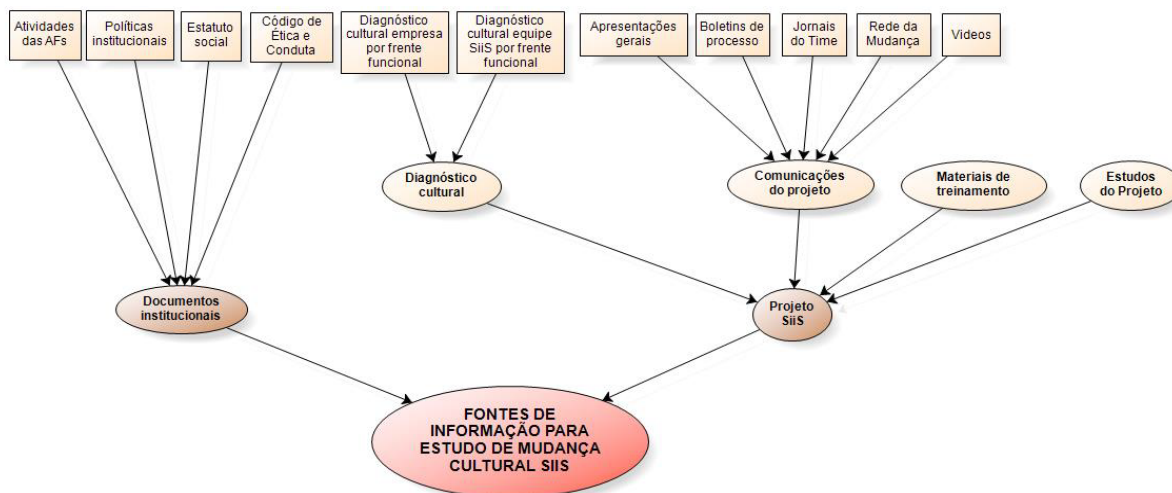 Atividades
das AFs
Políticas
institucionais
Estatuto
social
Código de
Ética e
Conduta
Diagnóstico
cultural empresa
por frente
funcional
Diagnóstico
cultural equipe
SiiS por frente
funcional
Apresentações
gerais
Boletins de
processo
Jornais
do Time
Rede da
Mudança
Videos
Diagnóstico
cultural
Comunicações
do projeto
Materiais de
treinamento
Estudos
do Projeto
Documentos
institucionais
Projeto
SiiS
FONTES DE
INFORMAÇÃO PARA
ESTUDO DE MUDANÇA
CULTURAL SIIS